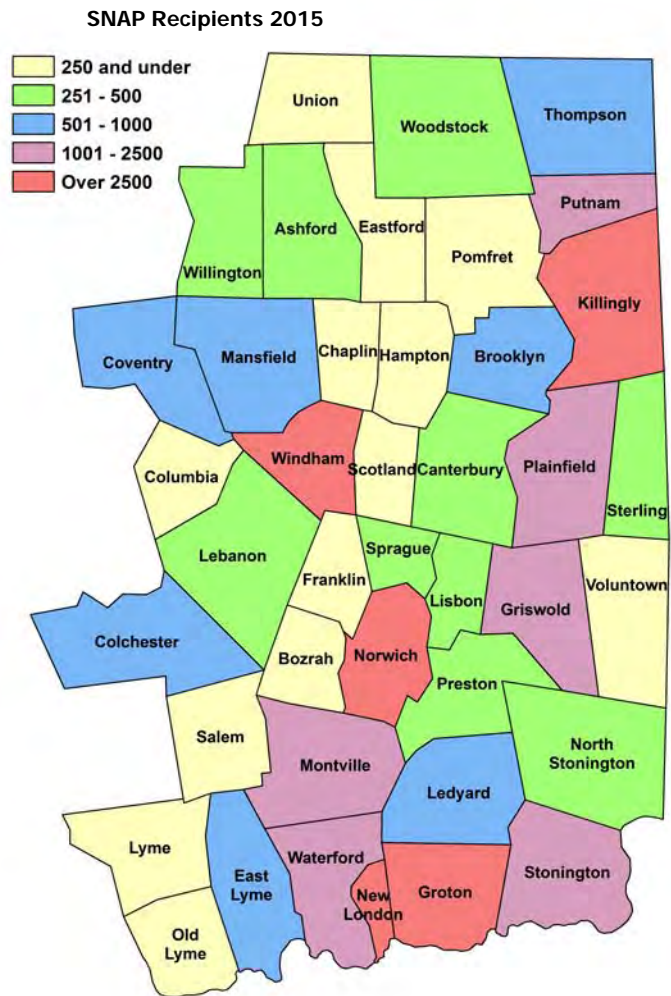 SNAP Recipients 2015
250 and under
251 - 500
501 - 1000
1001 - 2500
Over 2500
Union
Woodstock
Thompson
Putnam
Ashford
Eastford
Pomfret
Willington
Killingly
Coventry
Mansfield
Chaplin
Hampton
Brooklyn
Windham
Columbia
Scotland
Canterbury
Plainfield
Sterling
Lebanon
Sprague
Franklin
Lisbon
Griswold
Voluntown
Colchester
Bozrah
Norwich
Preston
Salem
North
Stonington
Montville
Ledyard
Lyme
East
Lyme
Waterford
New
London
Groton
Stonington
Old
Lyme